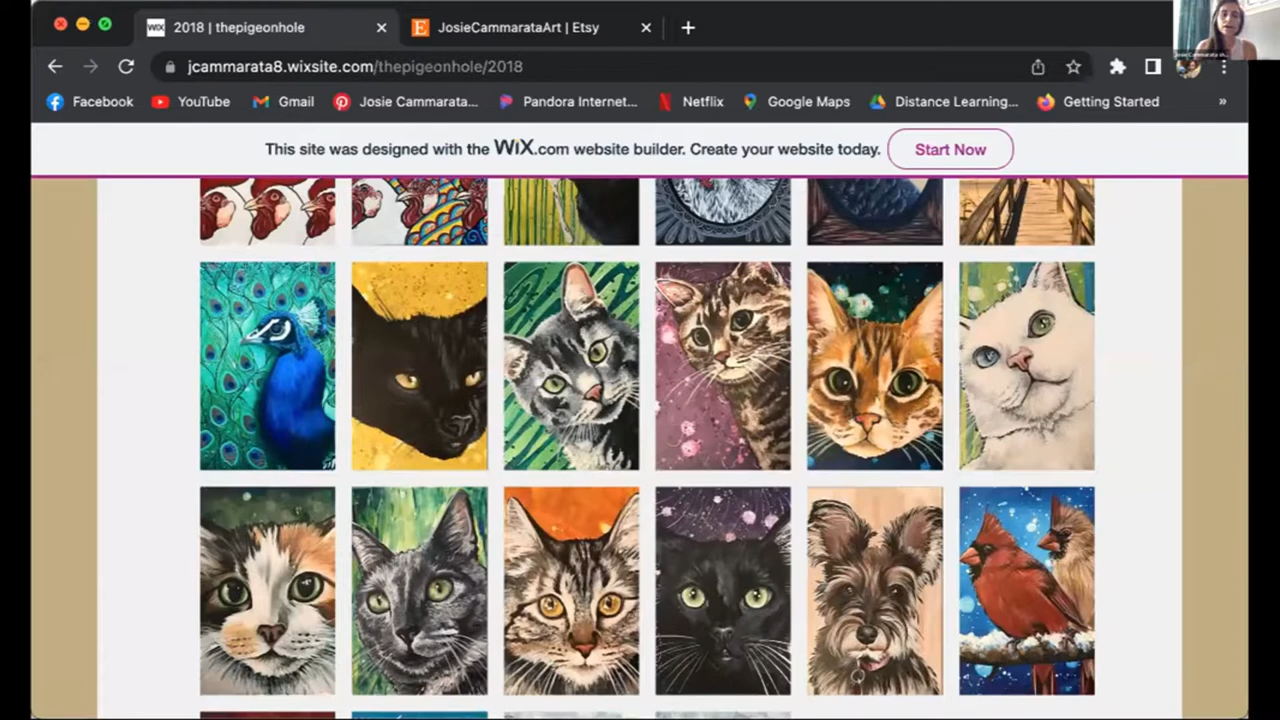 2018 | thepigeonhole
JosieCammarataArt | Etsy
jcammarata8.wixsite.com/thepigeonhole/2018
Facebook YouTube Gmail Josie Cammarata... Pandora Internet... Netflix Google Maps Distance Learning... Getting Started »
This site was designed with the WiX.com website builder. Create your website today. Start Now